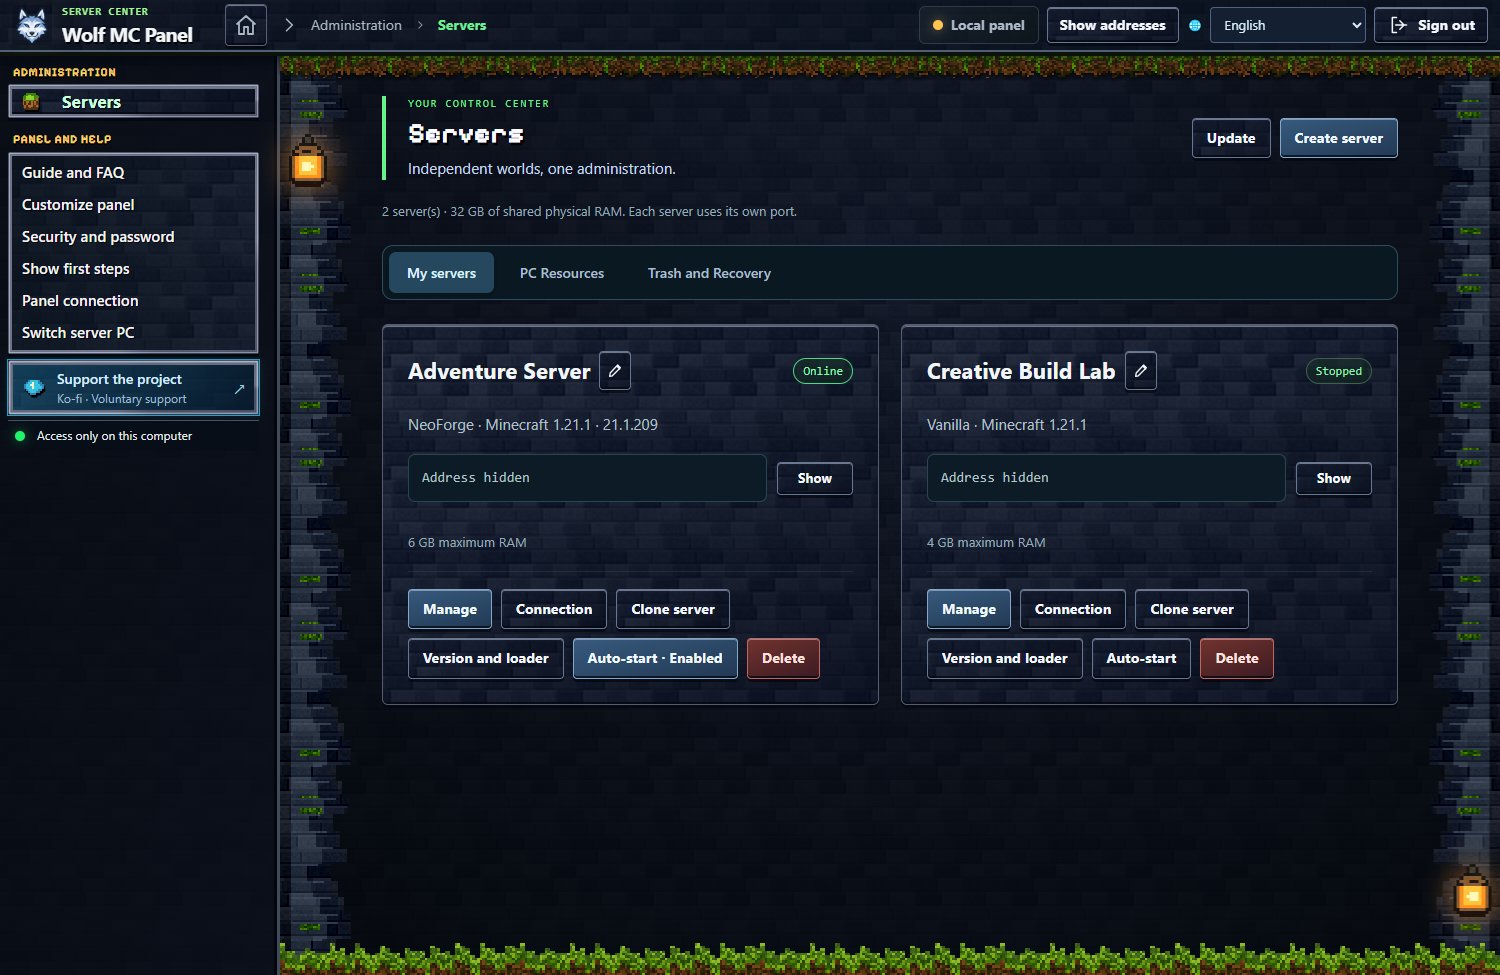 SERVER CENTER
Wolf MC Panel
Administration
Servers
Local panel
Show addresses
English
Sign out
ADMINISTRATION
Servers
PANEL AND HELP
Guide and FAQ
Customize panel
Security and password
Show first steps
Panel connection
Switch server PC
Support the project
Ko-fi · Voluntary support
Access only on this computer
YOUR CONTROL CENTER
Servers
Independent worlds, one administration.
Update
Create server
2 server(s) · 32 GB of shared physical RAM. Each server uses its own port.
My servers
PC Resources
Trash and Recovery
Adventure Server
Online
NeoForge · Minecraft 1.21.1 · 21.1.209
Address hidden
Show
6 GB maximum RAM
Manage
Connection
Clone server
Version and loader
Auto-start · Enabled
Delete
Creative Build Lab
Stopped
Vanilla · Minecraft 1.21.1
Address hidden
Show
4 GB maximum RAM
Manage
Connection
Clone server
Version and loader
Auto-start
Delete